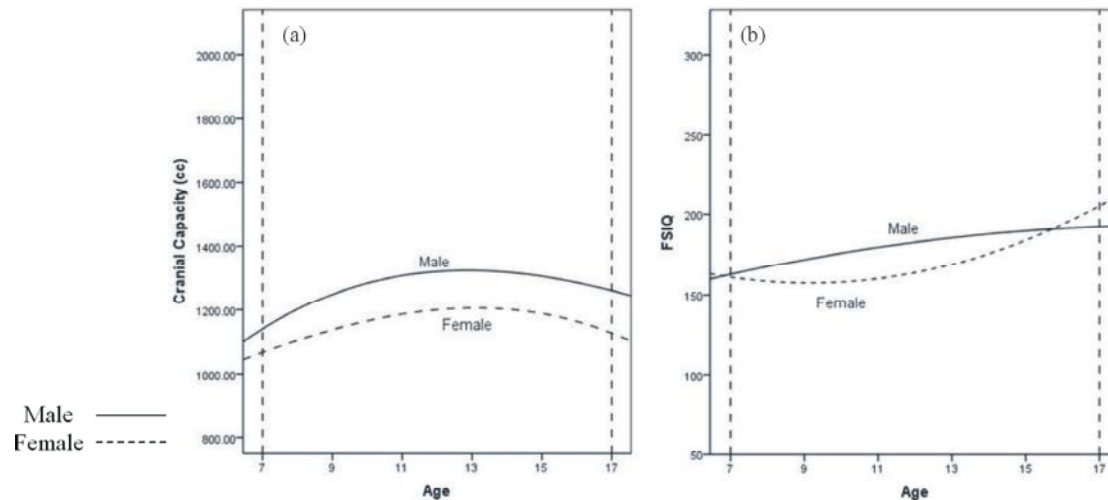 (a)
2000.00
1800.00
1600.00
1400.00
1200.00
1000.00
800.00
Cranial Capacity (cc)
Male
Female
7 9 11 13 15 17
Age
(b)
300
250
200
150
100
50
FSIQ
Male
Female
7 9 11 13 15 17
Age
Male
Female